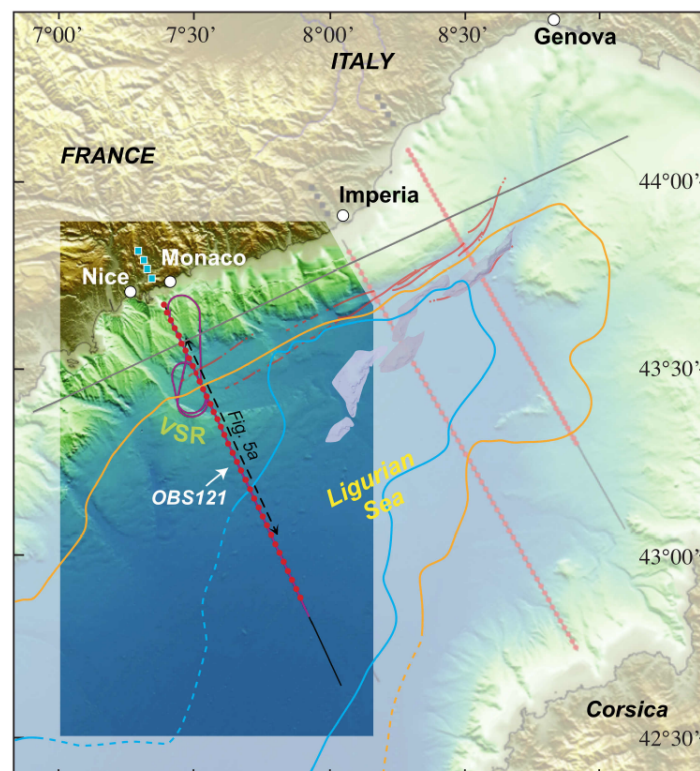 7°00' 7°30' 8°00' 8°30'
Genova
ITALY
FRANCE
44°00'
Imperia
Monaco
Nice
43°30'
VSR
Fig. 5a
Ligurian
Sea
OBS121
43°00'
Corsica
42°30'